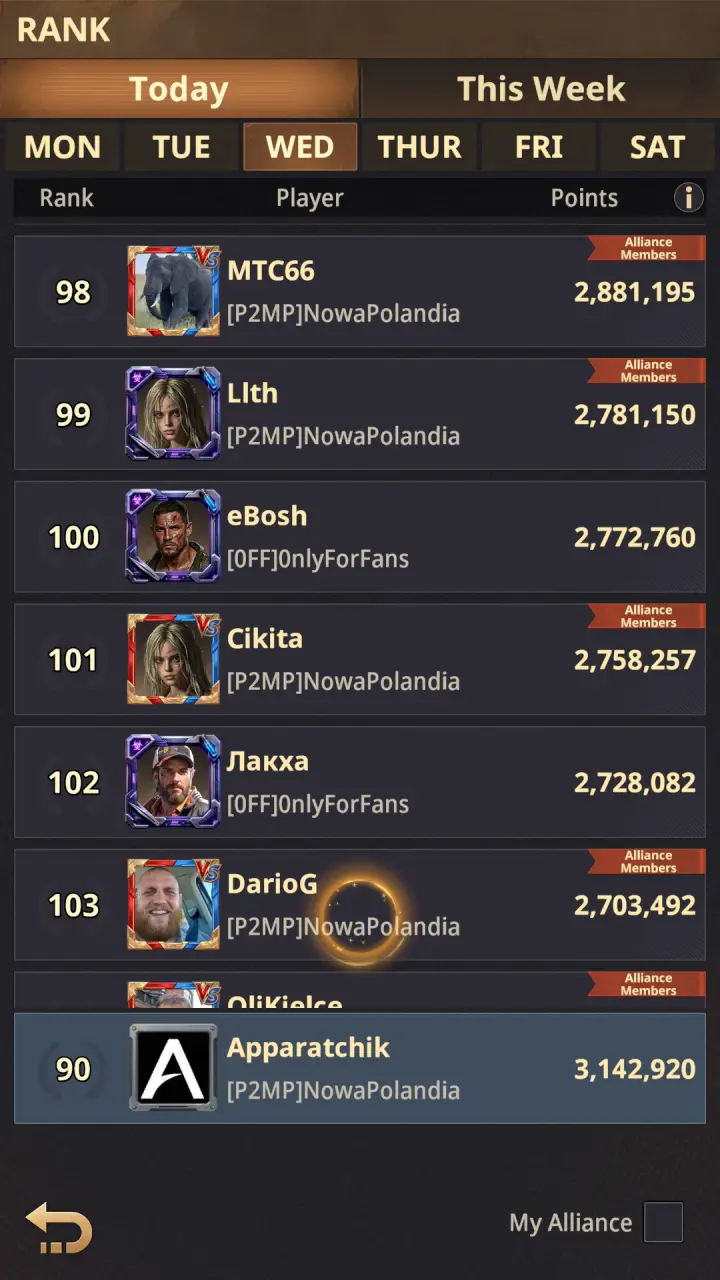 RANK
Today
This Week
MON TUE WED THUR FRI SAT
Rank Player Points
Alliance Members
98 MTC66 2,881,195
[P2MP]NowaPolandia
Alliance Members
99 Llth 2,781,150
[P2MP]NowaPolandia
100 eBosh 2,772,760
[0FF]0nlyForFans
Alliance Members
101 Cikita 2,758,257
[P2MP]NowaPolandia
102 Лакха 2,728,082
[0FF]0nlyForFans
Alliance Members
103 DarioG 2,703,492
[P2MP]NowaPolandia
Alliance Members
OliKielce
90 Apparatchik 3,142,920
[P2MP]NowaPolandia
My Alliance